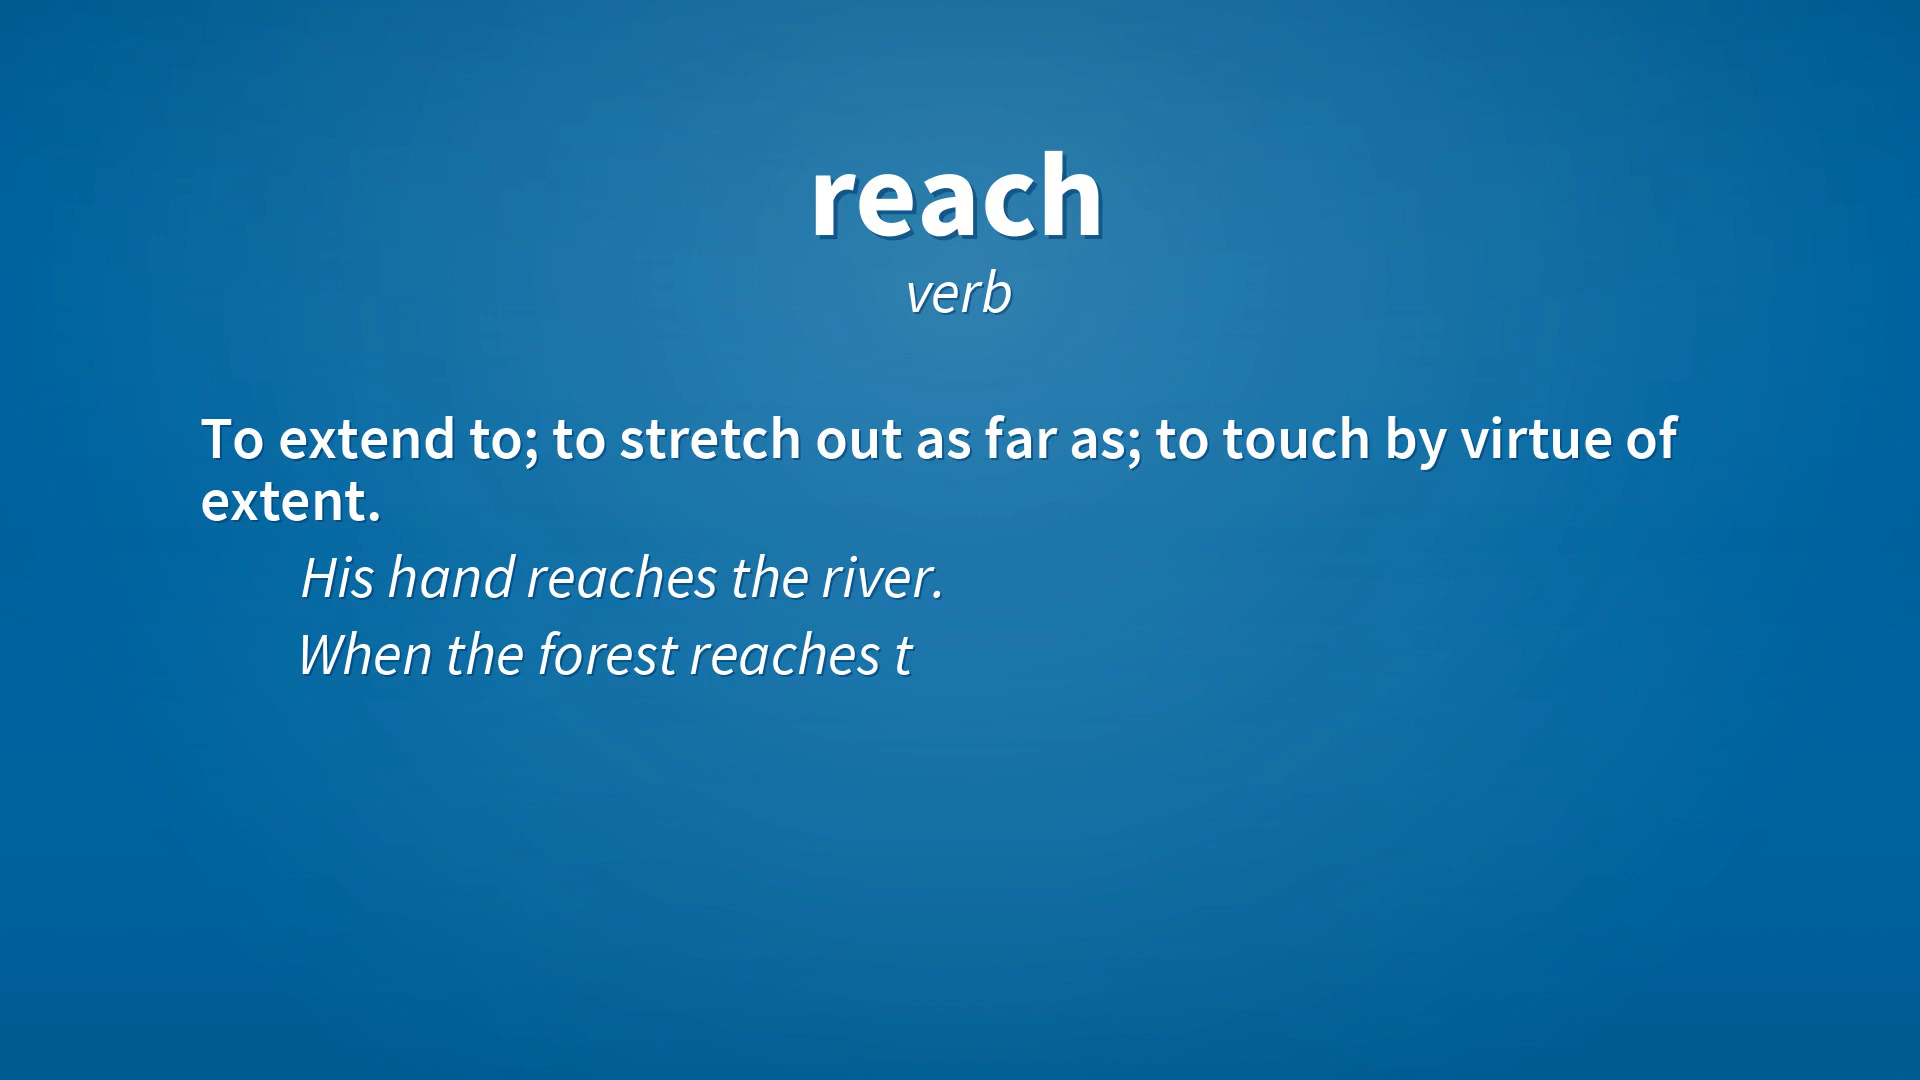 reach
verb
To extend to; to stretch out as far as; to touch by virtue of
extent.
His hand reaches the river.
When the forest reaches t